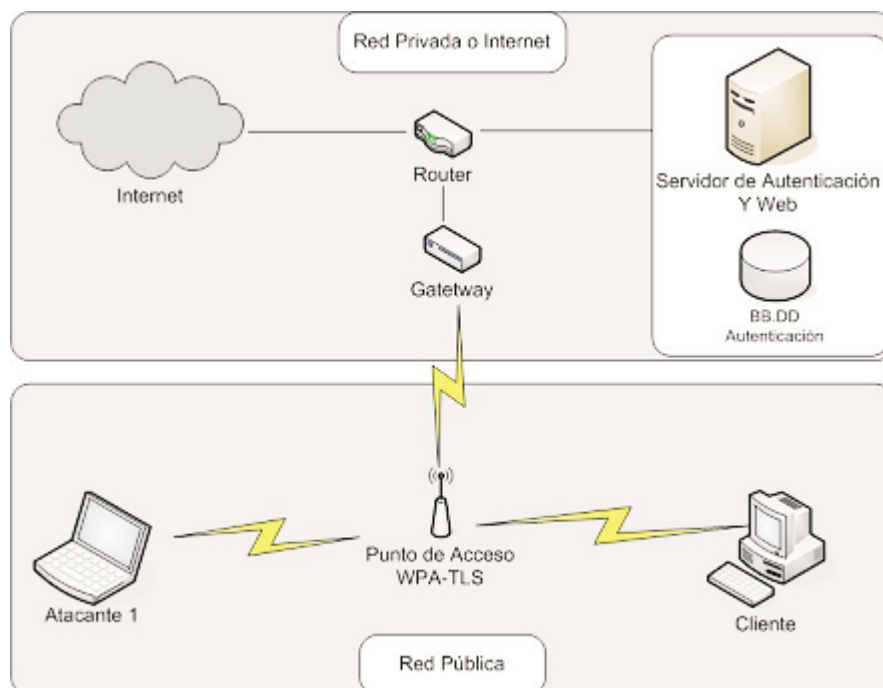 Red Privada o Internet
Internet
Router
Gatetway
Servidor de Autenticación
Y Web
BB.DD
Autenticación
Punto de Acceso
WPA-TLS
Atacante 1
Cliente
Red Pública